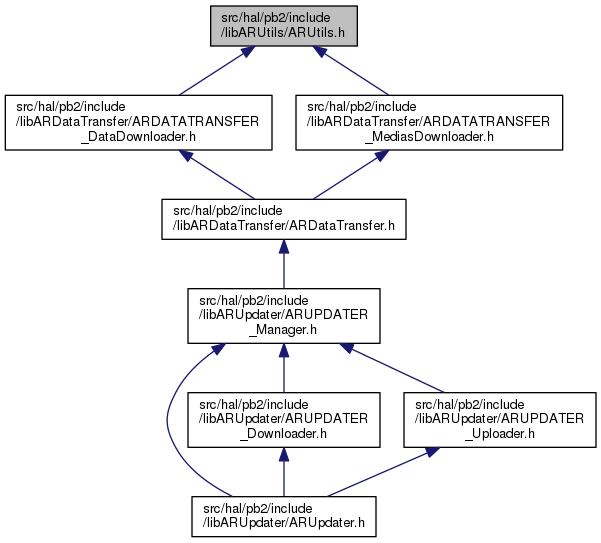 src/hal/pb2/include
/libARUtils/ARUtils.h
src/hal/pb2/include
/libARDataTransfer/ARDATATRANSFER
_DataDownloader.h
src/hal/pb2/include
/libARDataTransfer/ARDATATRANSFER
_MediasDownloader.h
src/hal/pb2/include
/libARDataTransfer/ARDataTransfer.h
src/hal/pb2/include
/libARUpdater/ARUPDATER
_Manager.h
src/hal/pb2/include
/libARUpdater/ARUPDATER
_Downloader.h
src/hal/pb2/include
/libARUpdater/ARUPDATER
_Uploader.h
src/hal/pb2/include
/libARUpdater/ARUpdater.h